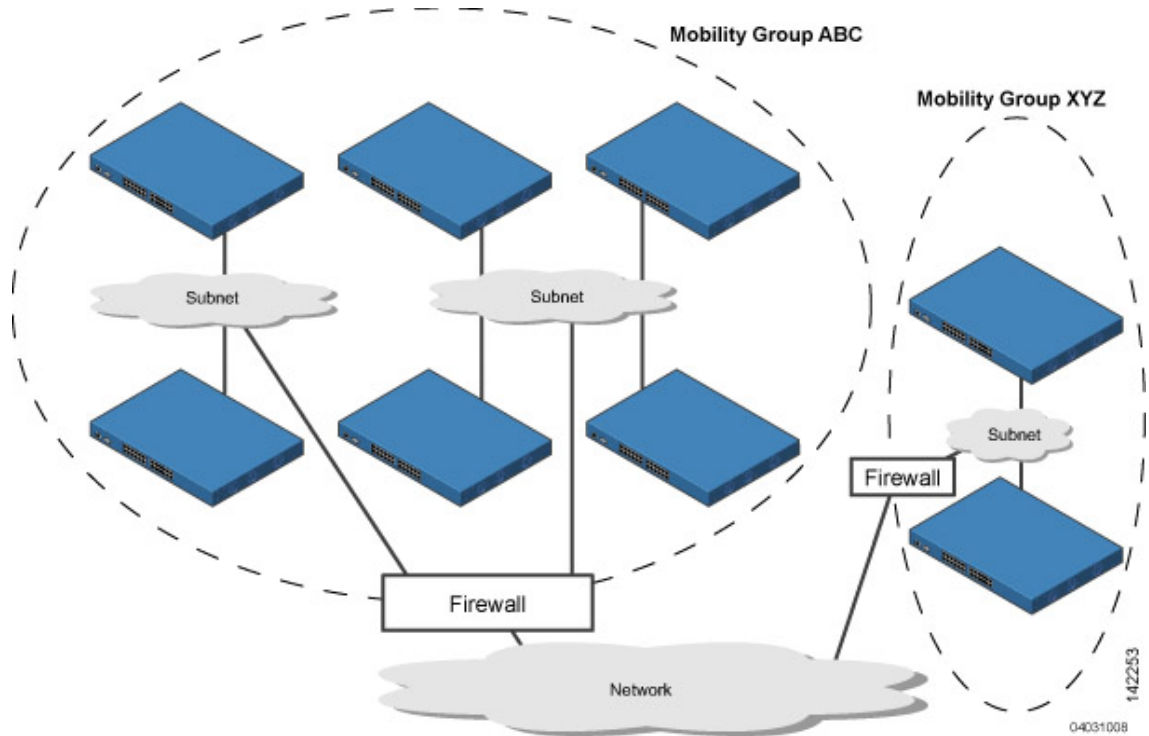 Mobility Group ABC
Mobility Group XYZ
Subnet
Subnet
Subnet
Firewall
Firewall
Network
142253
04031008